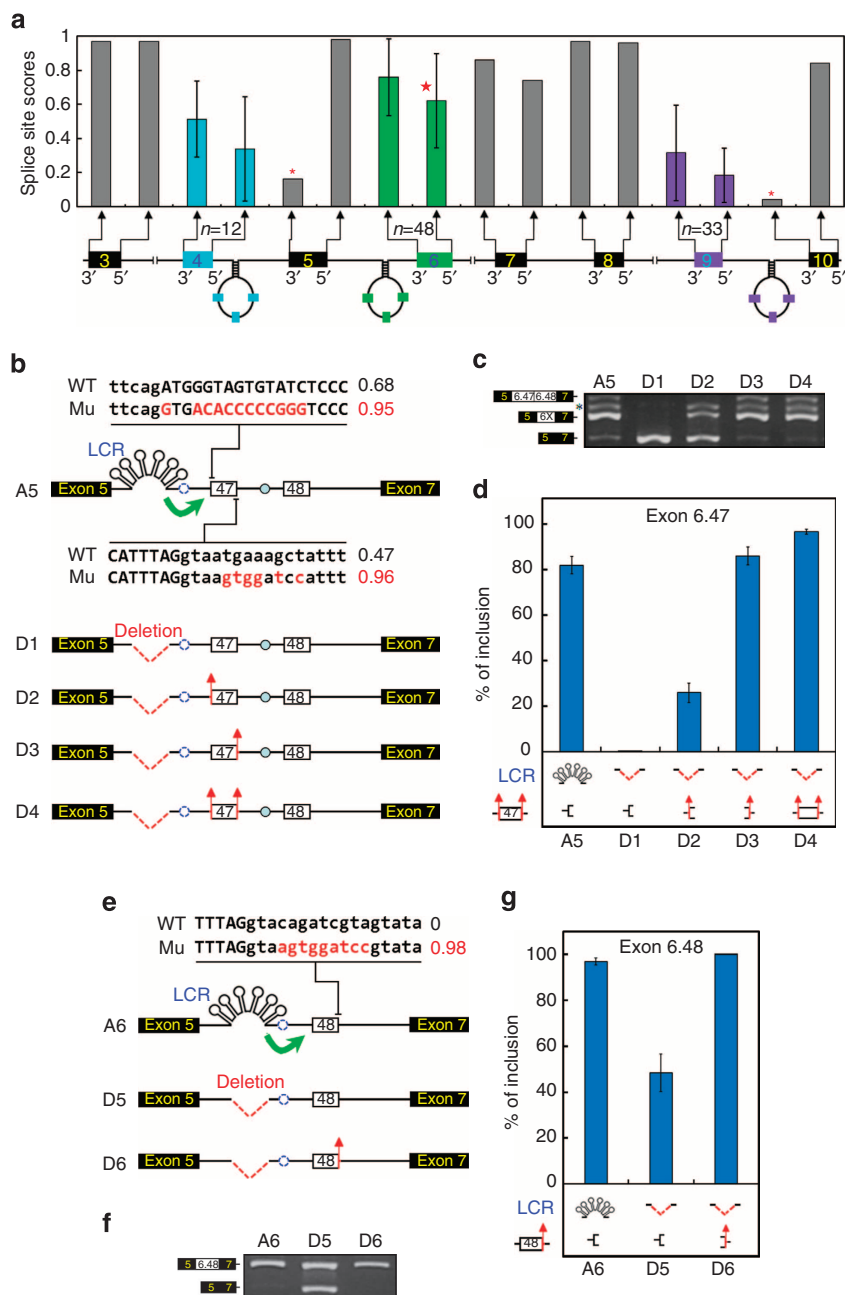 a
Splice site scores
1
0.8
0.6
0.4
0.2
0
★
*
*
n=12
n=48
n=33
3
4
5
6
7
8
9
10
3′ 5′
3′ 5′
3′ 5′
3′ 5′
3′ 5′
3′ 5′
3′ 5′
3′ 5′
b
WT ttcagATGGGTAGTGTATCTCCC 0.68
Mu ttcagGTGACACCCCCGGGTCCC 0.95
LCR
A5 Exon 5 47 48 Exon 7
WT CATTTAGgtaatgaaagctattt 0.47
Mu CATTTAGgtaagtggatccattt 0.96
Deletion
D1 Exon 5 47 48 Exon 7
D2 Exon 5 47 48 Exon 7
D3 Exon 5 47 48 Exon 7
D4 Exon 5 47 48 Exon 7
c
A5 D1 D2 D3 D4
5 6.47 6.48 7
*
5 6X 7
5 7
d
Exon 6.47
% of inclusion
100
80
60
40
20
0
LCR
47
A5 D1 D2 D3 D4
e
WT TTTAGgtacagatcgtagtata 0
Mu TTTAGgtaagtggatccgtata 0.98
LCR
A6 Exon 5 48 Exon 7
Deletion
D5 Exon 5 48 Exon 7
D6 Exon 5 48 Exon 7
f
A6 D5 D6
5 6.48 7
5 7
g
Exon 6.48
% of inclusion
100
80
60
40
20
0
LCR
48
A6 D5 D6